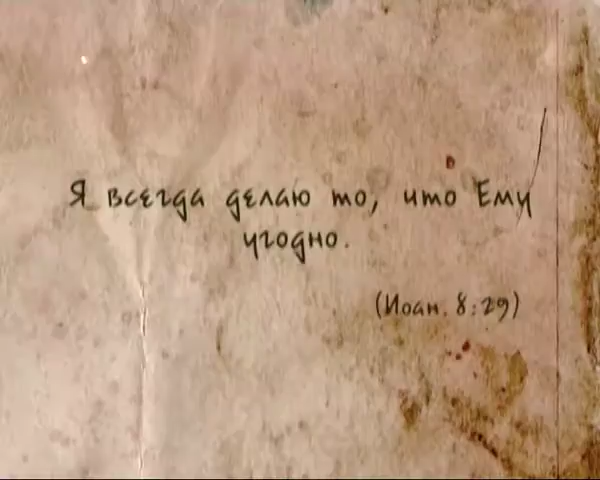 Я всегда делаю то, что Ему
угодно.
(Иоан. 8:29)